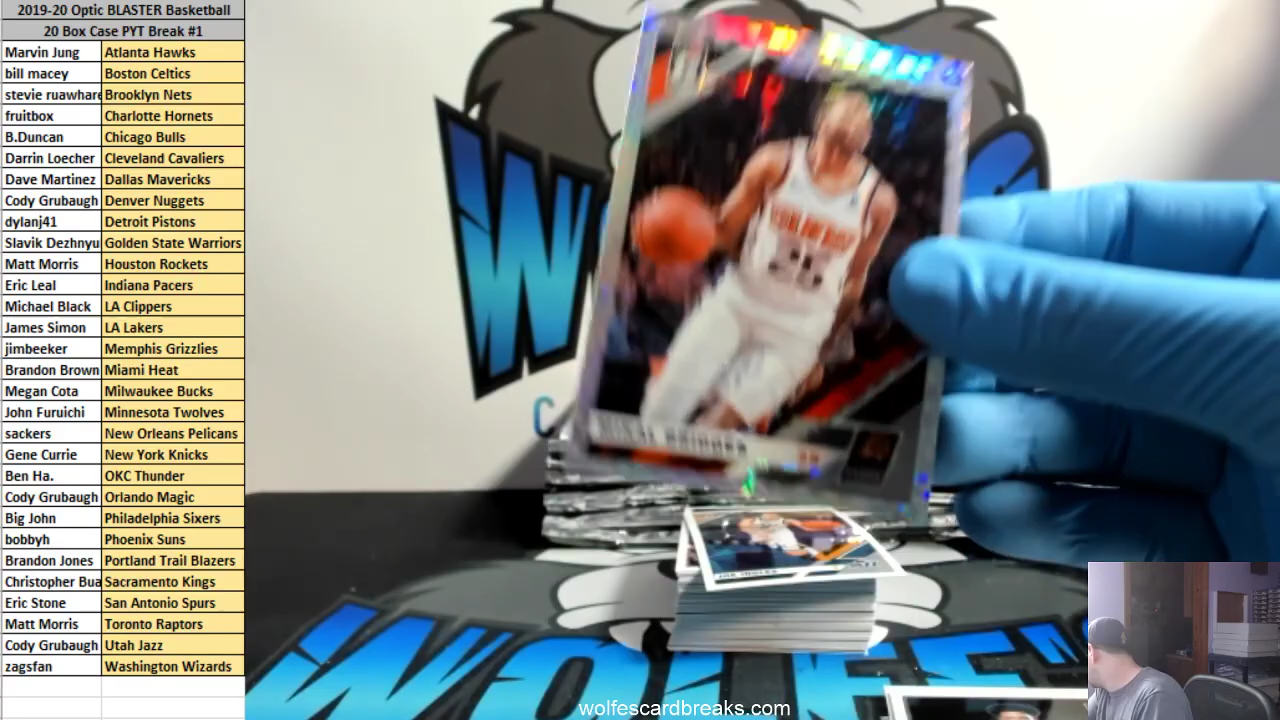 2019-20 Optic BLASTER Basketball
20 Box Case PYT Break #1
Marvin Jung Atlanta Hawks
bill macey Boston Celtics
stevie ruawhare Brooklyn Nets
fruitbox Charlotte Hornets
B.Duncan Chicago Bulls
Darrin Loecher Cleveland Cavaliers
Dave Martinez Dallas Mavericks
Cody Grubaugh Denver Nuggets
dylanj41 Detroit Pistons
Slavik Dezhnyu Golden State Warriors
Matt Morris Houston Rockets
Eric Leal Indiana Pacers
Michael Black LA Clippers
James Simon LA Lakers
jimbeeker Memphis Grizzlies
Brandon Brown Miami Heat
Megan Cota Milwaukee Bucks
John Furuichi Minnesota Twolves
sackers New Orleans Pelicans
Gene Currie New York Knicks
Ben Ha. OKC Thunder
Cody Grubaugh Orlando Magic
Big John Philadelphia Sixers
bobbyh Phoenix Suns
Brandon Jones Portland Trail Blazers
Christopher Bua Sacramento Kings
Eric Stone San Antonio Spurs
Matt Morris Toronto Raptors
Cody Grubaugh Utah Jazz
zagsfan Washington Wizards
W
C
JOE INGLES
WOLFE'
wolfescardbreaks.com